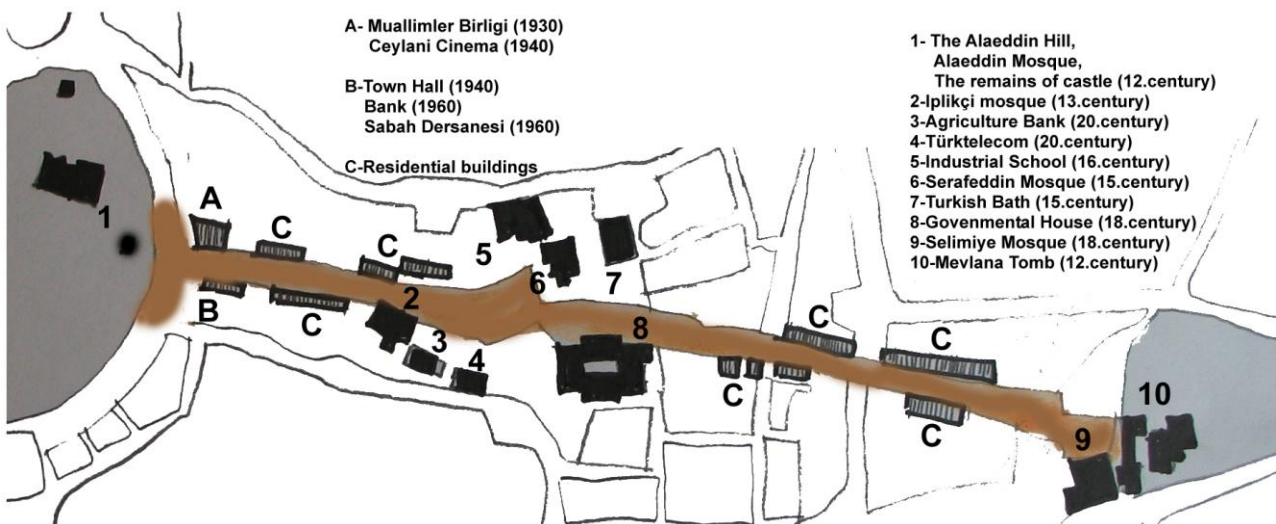 A- Muallimler Birligi (1930)
Ceylani Cinema (1940)
B-Town Hall (1940)
Bank (1960)
Sabah Dersanesi (1960)
C-Residential buildings
1- The Alaeddin Hill,
Alaeddin Mosque,
The remains of castle (12.century)
2-Iplikçi mosque (13.century)
3-Agriculture Bank (20.century)
4-Türktelecom (20.century)
5-Industrial School (16.century)
6-Serafeddin Mosque (15.century)
7-Turkish Bath (15.century)
8-Govenmental House (18.century)
9-Selimiye Mosque (18.century)
10-Mevlana Tomb (12.century)
1
A
B
C
C
C
2
3
4
5
6
7
8
C
C
C
C
9
10